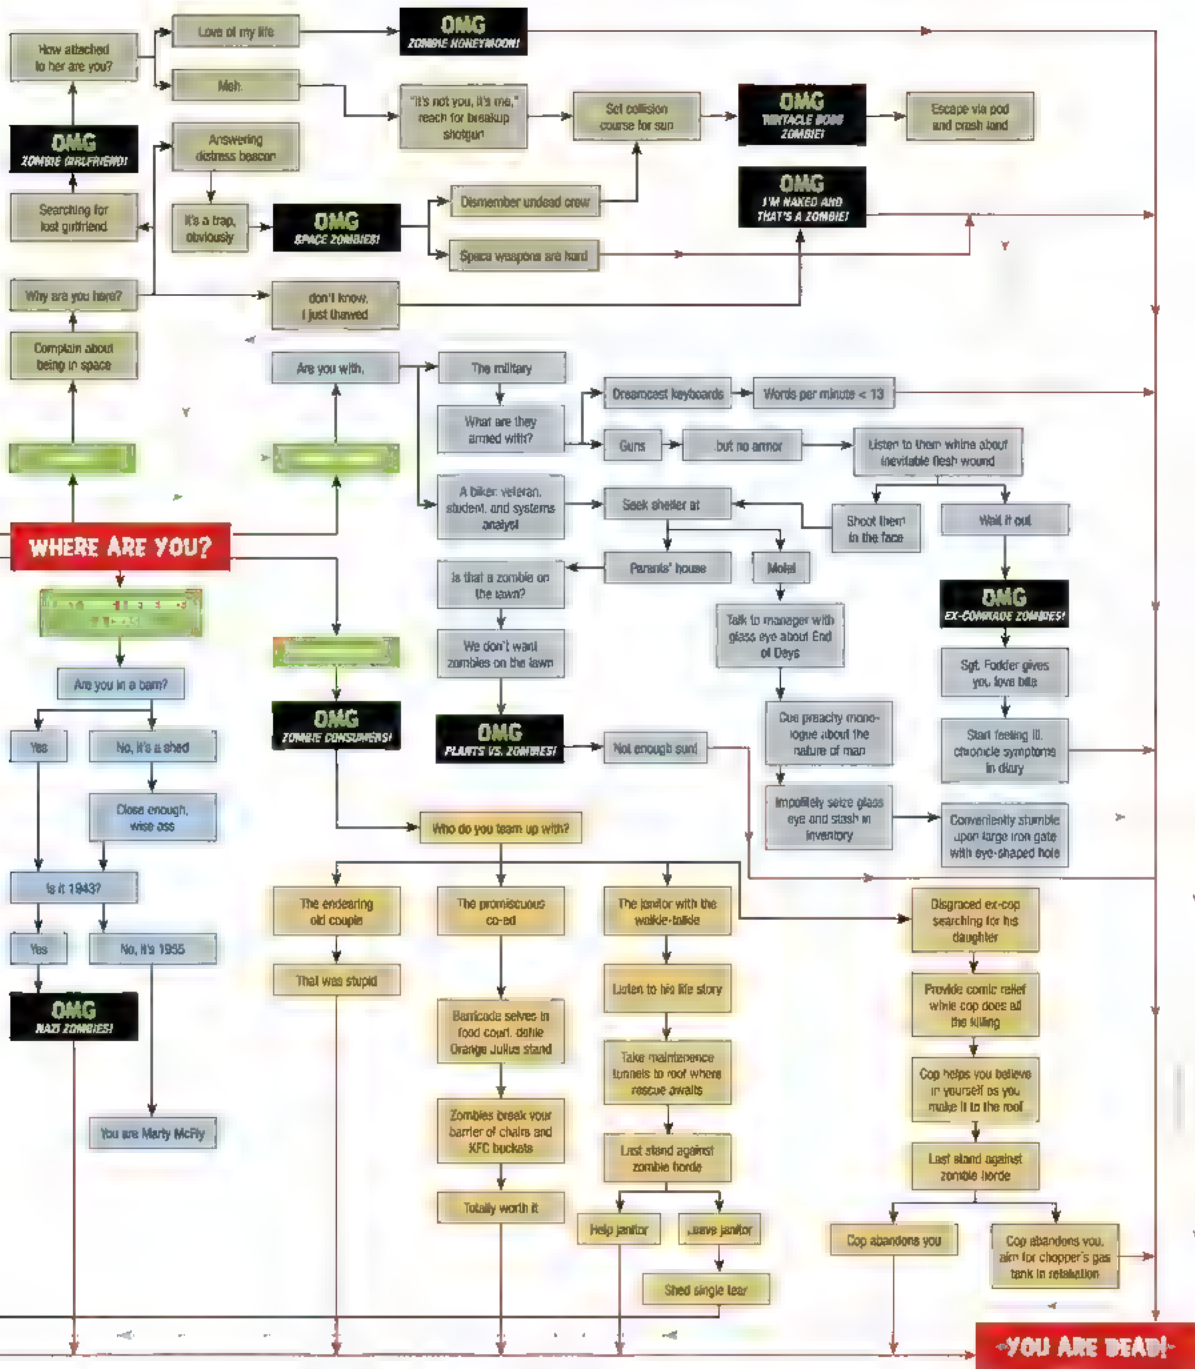 How attached
to her are you?
Love of my life
OMG
ZOMBIE HONEYMOON!
Meh.
"It's not you, it's me,"
reach for breakup
shotgun
Set collision
course for sun
OMG
TENTACLE BOSS
ZOMBIE!
Escape via pod
and crash land
OMG
ZOMBIE GIRLFRIEND!
Answering
distress beacon
Searching for
lost girlfriend
It's a trap,
obviously
OMG
SPACE ZOMBIES!
Dismember undead crew
Space weapons are hard
OMG
I'M NAKED AND
THAT'S A ZOMBIE!
Why are you here?
don't know,
I just thawed
Complain about
being in space
Are you with,
The military
What are they
armed with?
Dreamcast keyboards
Words per minute < 13
Guns
but no armor
Listen to them whine about
inevitable flesh wound
A biker, veteran,
student, and systems
analyst
Seek shelter at
Shoot them
in the face
Wait it out
WHERE ARE YOU?
Is that a zombie on
the lawn?
Parents' house
Motel
OMG
EX-COMRADE ZOMBIES!
Talk to manager with
glass eye about End
of Days
We don't want
zombies on the lawn
Sgt. Fodder gives
you love bite
Are you in a barn?
Yes
No, it's a shed
OMG
ZOMBIE CONSUMERS!
OMG
PLANTS VS. ZOMBIES!
Not enough sun!
Cue preachy mono-
logue about the
nature of man
Start feeling ill,
chronicle symptoms
in diary
Close enough,
wise ass
Who do you team up with?
Impolitely seize glass
eye and stash in
inventory
Conveniently stumble
upon large iron gate
with eye-shaped hole
Is it 1943?
The endearing
old couple
The promiscuous
co-ed
The janitor with the
walkie-talkie
Disgraced ex-cop
searching for his
daughter
Yes
No, it's 1955
That was stupid
Listen to his life story
Provide comic relief
while cop does all
the killing
OMG
NAZI ZOMBIES!
Barricade selves in
food court, defile
Orange Julius stand
Take maintenence
tunnels to roof where
rescue awaits
Cop helps you believe
in yourself as you
make it to the roof
You are Marty McFly
Zombies break your
barrier of chairs and
KFC buckets
Last stand against
zombie horde
Last stand against
zombie horde
Totally worth it
Help janitor
Leave janitor
Cop abandons you
Cop abandons you,
aim for chopper's gas
tank in retaliation
Shed single tear
YOU ARE DEAD!